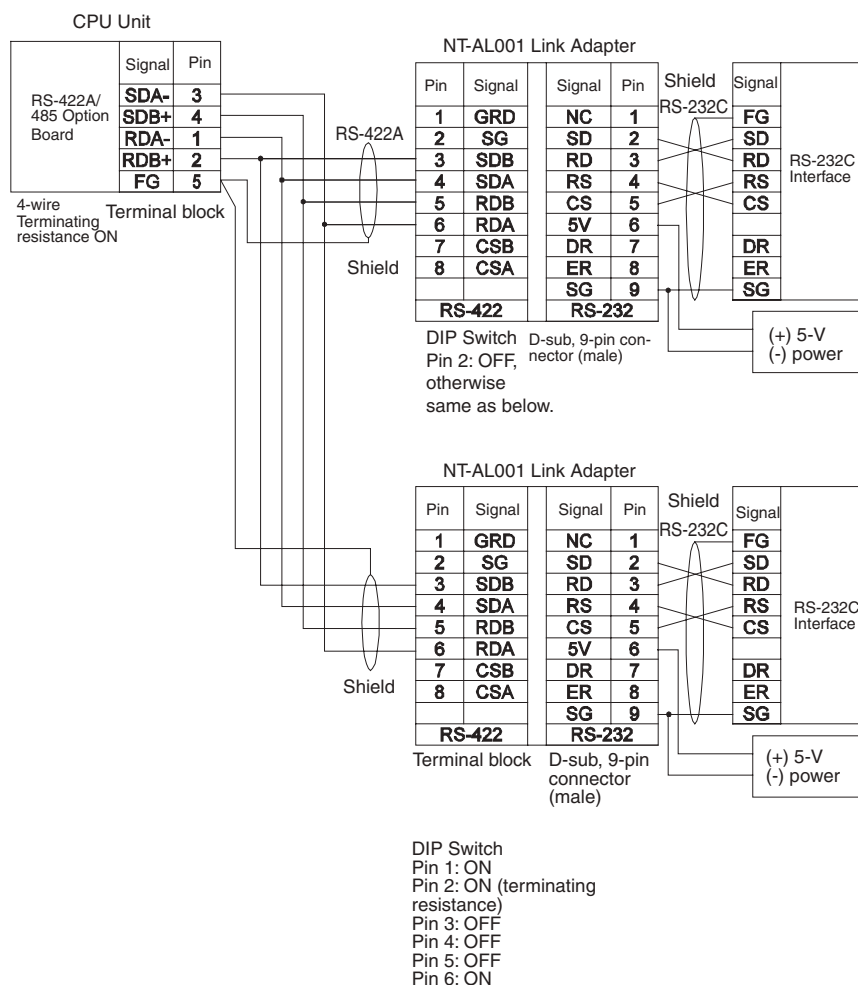 CPU Unit
Signal Pin
RS-422A/
485 Option
Board
SDA- 3
SDB+ 4
RDA- 1
RDB+ 2
FG 5
4-wire
Terminating
resistance ON
Terminal block
RS-422A
Shield
NT-AL001 Link Adapter
Pin Signal Signal Pin
1 GRD NC 1
2 SG SD 2
3 SDB RD 3
4 SDA RS 4
5 RDB CS 5
6 RDA 5V 6
7 CSB DR 7
8 CSA ER 8
SG 9
RS-422 RS-232
DIP Switch
Pin 2: OFF,
otherwise
same as below.
D-sub, 9-pin con-
nector (male)
Shield
RS-232C
Signal
FG
SD
RD
RS
CS
DR
ER
SG
RS-232C
Interface
(+) 5-V
(-) power
NT-AL001 Link Adapter
Pin Signal Signal Pin
1 GRD NC 1
2 SG SD 2
3 SDB RD 3
4 SDA RS 4
5 RDB CS 5
6 RDA 5V 6
7 CSB DR 7
8 CSA ER 8
SG 9
RS-422 RS-232
Shield
Terminal block
D-sub, 9-pin
connector
(male)
Shield
RS-232C
Signal
FG
SD
RD
RS
CS
DR
ER
SG
RS-232C
Interface
(+) 5-V
(-) power
DIP Switch
Pin 1: ON
Pin 2: ON (terminating
resistance)
Pin 3: OFF
Pin 4: OFF
Pin 5: OFF
Pin 6: ON